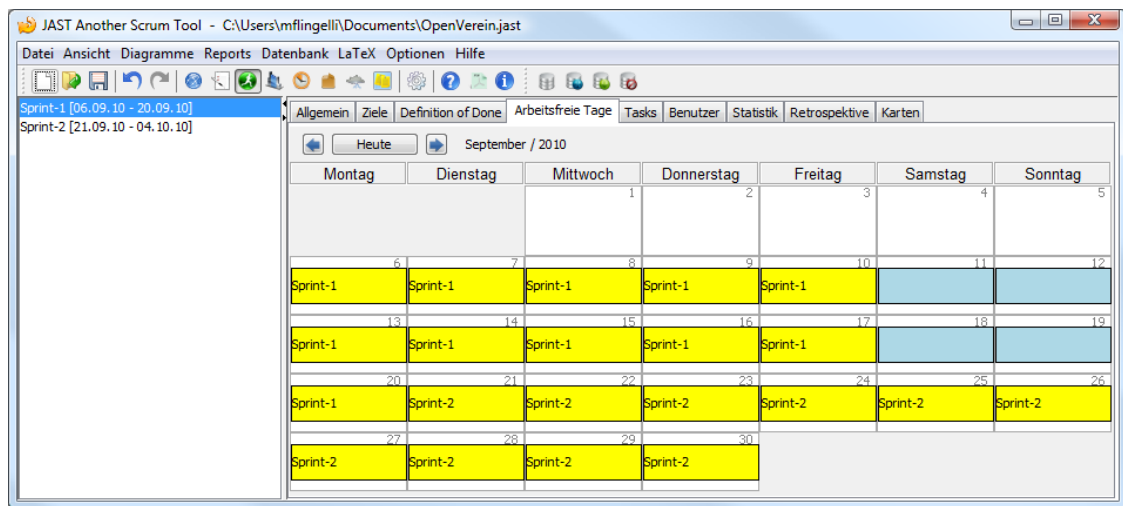 JAST Another Scrum Tool - C:\Users\mflingelli\Documents\OpenVerein.jast
Datei Ansicht Diagramme Reports Datenbank LaTeX Optionen Hilfe
Sprint-1 [06.09.10 - 20.09.10]
Sprint-2 [21.09.10 - 04.10.10]
Allgemein Ziele Definition of Done Arbeitsfreie Tage Tasks Benutzer Statistik Retrospektive Karten
Heute September / 2010
Montag Dienstag Mittwoch Donnerstag Freitag Samstag Sonntag
1 2 3 4 5
6 7 8 9 10 11 12
Sprint-1 Sprint-1 Sprint-1 Sprint-1 Sprint-1
13 14 15 16 17 18 19
Sprint-1 Sprint-1 Sprint-1 Sprint-1 Sprint-1
20 21 22 23 24 25 26
Sprint-1 Sprint-2 Sprint-2 Sprint-2 Sprint-2 Sprint-2 Sprint-2
27 28 29 30
Sprint-2 Sprint-2 Sprint-2 Sprint-2